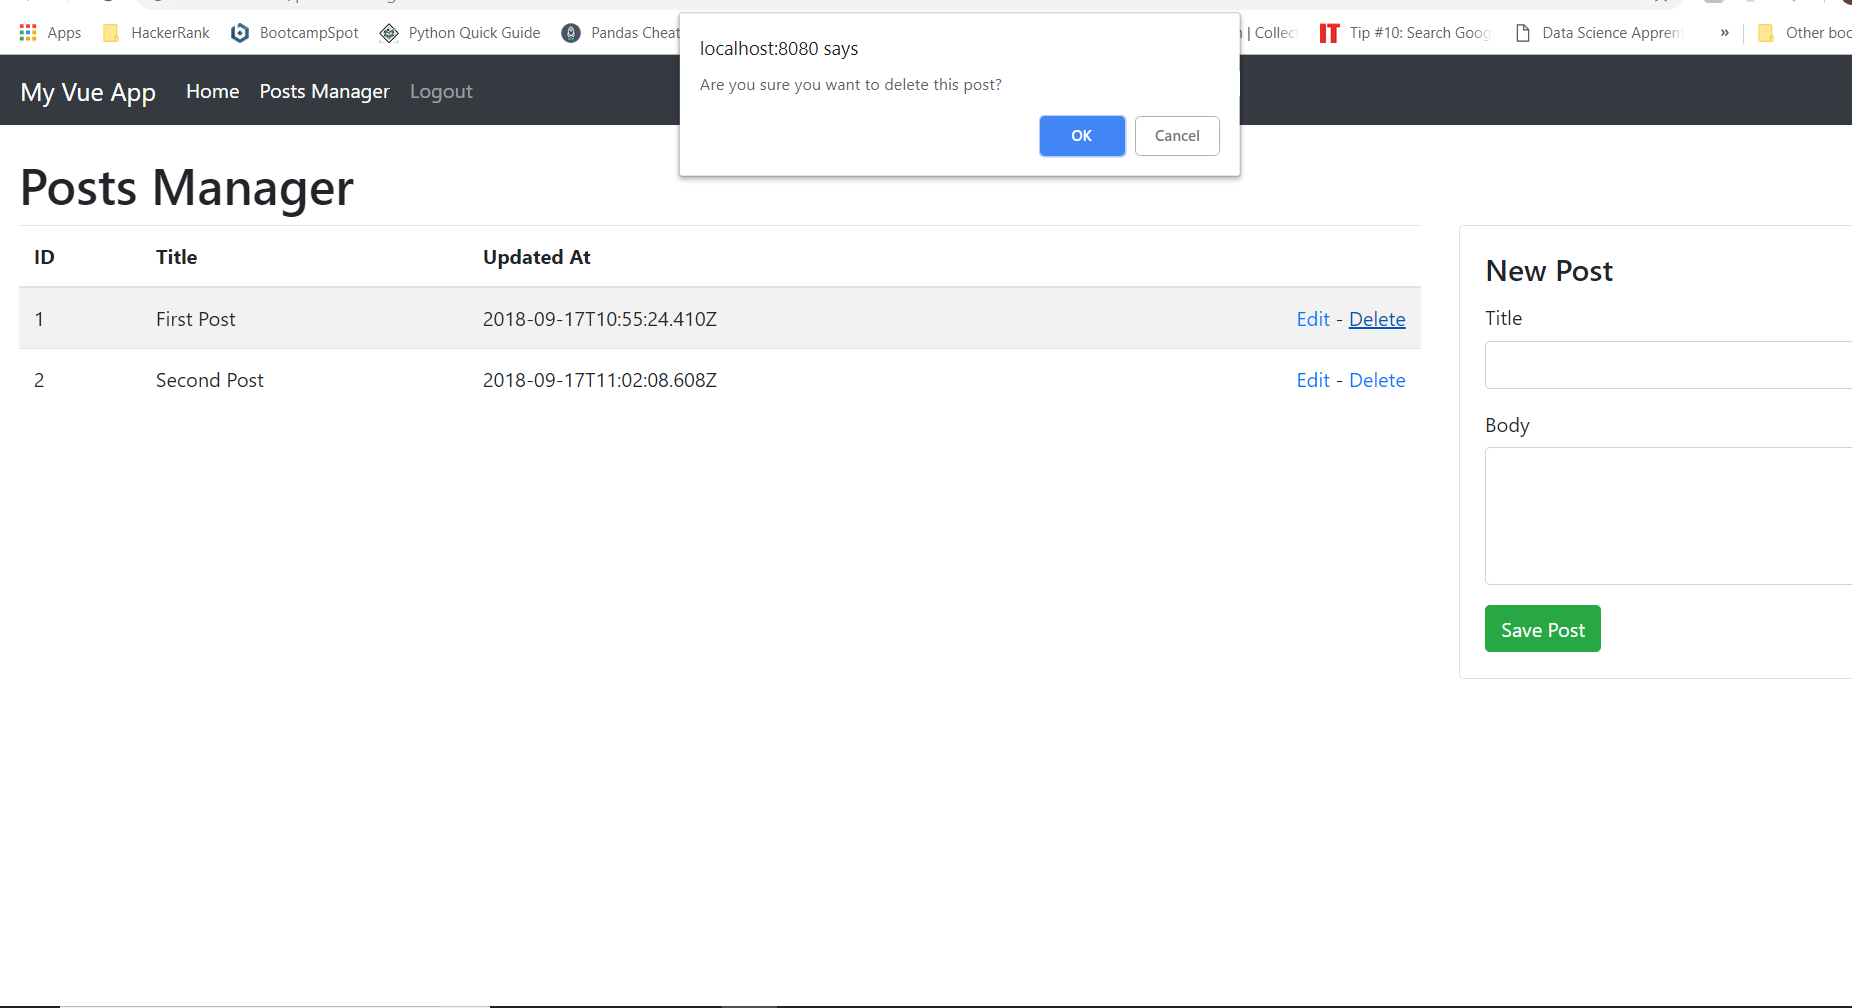 Apps HackerRank BootcampSpot Python Quick Guide Pandas Cheat | Collec Tip #10: Search Goog Data Science Apprent » Other boo
localhost:8080 says
Are you sure you want to delete this post?
OK Cancel
My Vue App Home Posts Manager Logout
Posts Manager
ID Title Updated At
1 First Post 2018-09-17T10:55:24.410Z Edit - Delete
2 Second Post 2018-09-17T11:02:08.608Z Edit - Delete
New Post
Title
Body
Save Post